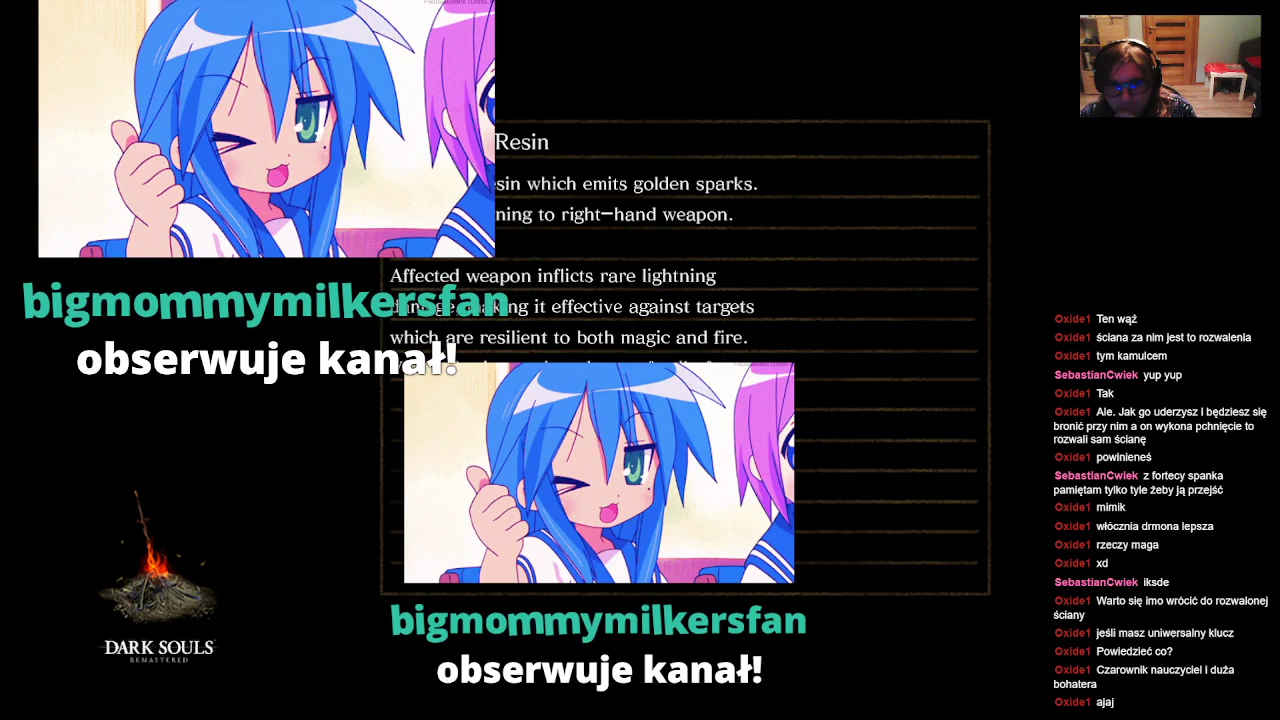 Resin
sin which emits golden sparks.
ning to right-hand weapon.
Affected weapon inflicts rare lightning
making it effective against targets
which are resilient to both magic and fire.
bigmommymilkersfan
obserwuje kanał!
bigmommymilkersfan
obserwuje kanał!
DARK SOULS
REMASTERED
Oxide1 Ten wąż
Oxide1 ściana za nim jest to rozwalenia
Oxide1 tym kamulcem
SebastianCwiek yup yup
Oxide1 Tak
Oxide1 Ale. Jak go uderzysz i będziesz się
bronić przy nim a on wykona pchnięcie to
rozwali sam ścianę
Oxide1 powinieneś
SebastianCwiek z fortecy spanka
pamiętam tylko tyle żeby ją przejść
Oxide1 mimik
Oxide1 włócznia drmona lepsza
Oxide1 rzeczy maga
Oxide1 xd
SebastianCwiek iksde
Oxide1 Warto się imo wrócić do rozwalonej
ściany
Oxide1 jeśli masz uniwersalny klucz
Oxide1 Powiedzieć co?
Oxide1 Czarownik nauczyciel i duża
bohatera
Oxide1 ajaj